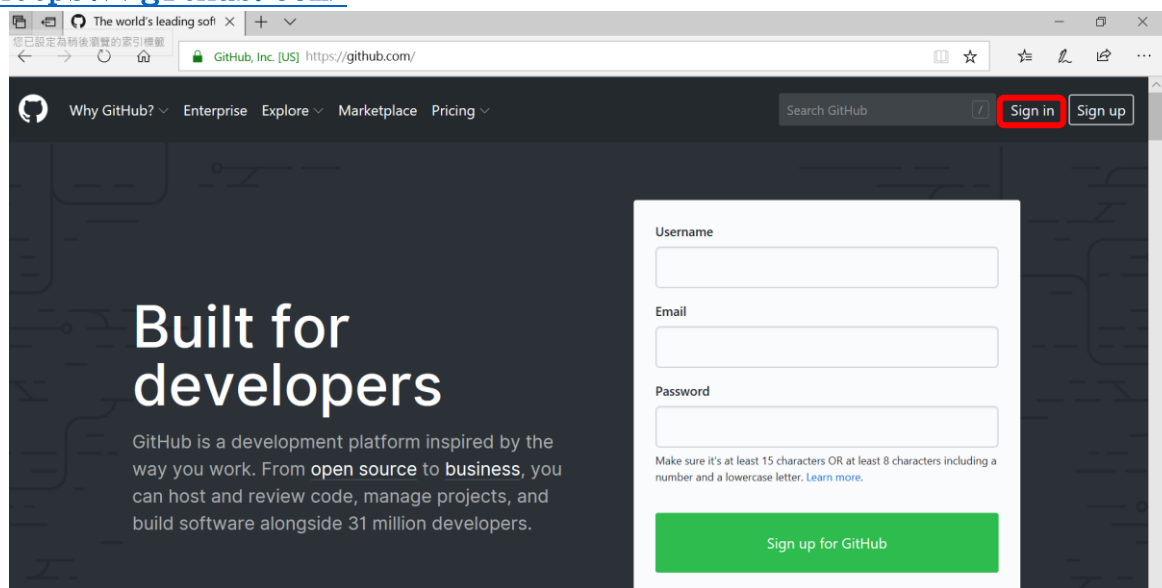 https://github.com/
The world's leading soft
您已設定為稍後瀏覽的索引標籤
GitHub, Inc. [US] https://github.com/
Why GitHub? Enterprise Explore Marketplace Pricing Search GitHub / Sign in Sign up
Username
Email
Built for
developers
Password
GitHub is a development platform inspired by the
way you work. From open source to business, you
can host and review code, manage projects, and
build software alongside 31 million developers.
Make sure it's at least 15 characters OR at least 8 characters including a
number and a lowercase letter. Learn more.
Sign up for GitHub